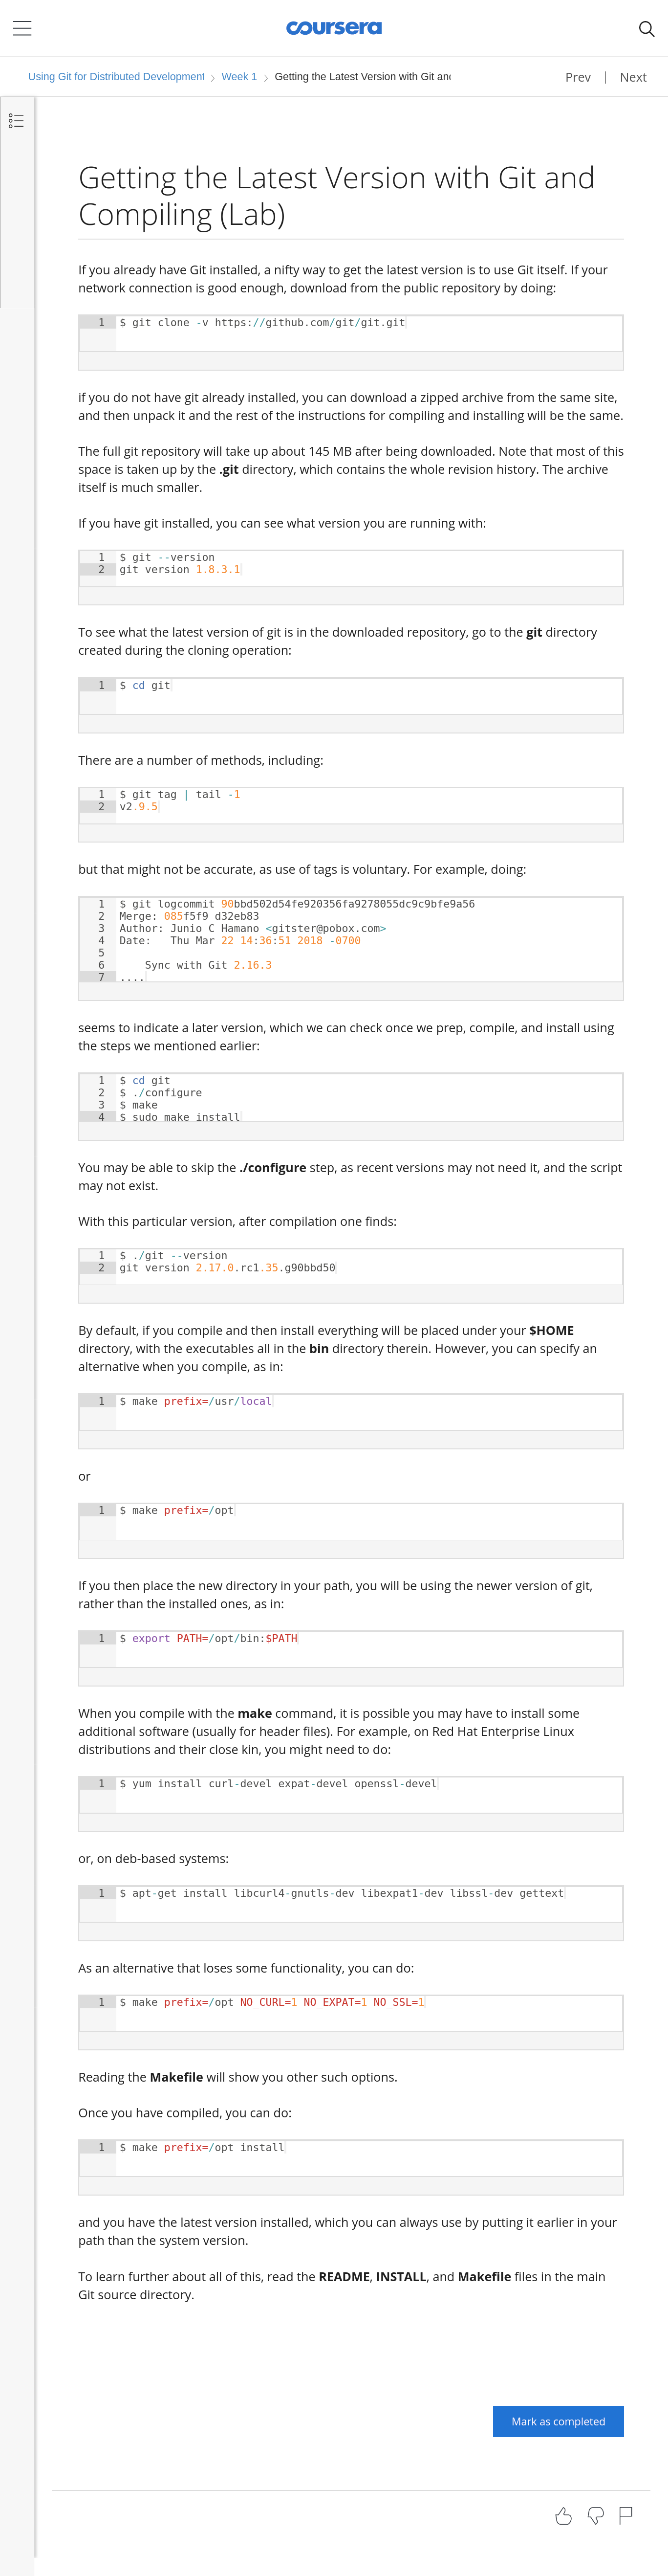 coursera
Using Git for Distributed Development > Week 1 > Getting the Latest Version with Git an
Prev | Next
Getting the Latest Version with Git and
Compiling (Lab)
If you already have Git installed, a nifty way to get the latest version is to use Git itself. If your
network connection is good enough, download from the public repository by doing:
1 $ git clone -v https://github.com/git/git.git
if you do not have git already installed, you can download a zipped archive from the same site,
and then unpack it and the rest of the instructions for compiling and installing will be the same.
The full git repository will take up about 145 MB after being downloaded. Note that most of this
space is taken up by the .git directory, which contains the whole revision history. The archive
itself is much smaller.
If you have git installed, you can see what version you are running with:
1 $ git --version
2 git version 1.8.3.1
To see what the latest version of git is in the downloaded repository, go to the git directory
created during the cloning operation:
1 $ cd git
There are a number of methods, including:
1 $ git tag | tail -1
2 v2.9.5
but that might not be accurate, as use of tags is voluntary. For example, doing:
1 $ git logcommit 90bbd502d54fe920356fa9278055dc9c9bfe9a56
2 Merge: 085f5f9 d32eb83
3 Author: Junio C Hamano <gitster@pobox.com>
4 Date:   Thu Mar 22 14:36:51 2018 -0700
5
6     Sync with Git 2.16.3
7 ....
seems to indicate a later version, which we can check once we prep, compile, and install using
the steps we mentioned earlier:
1 $ cd git
2 $ ./configure
3 $ make
4 $ sudo make install
You may be able to skip the ./configure step, as recent versions may not need it, and the script
may not exist.
With this particular version, after compilation one finds:
1 $ ./git --version
2 git version 2.17.0.rc1.35.g90bbd50
By default, if you compile and then install everything will be placed under your $HOME
directory, with the executables all in the bin directory therein. However, you can specify an
alternative when you compile, as in:
1 $ make prefix=/usr/local
or
1 $ make prefix=/opt
If you then place the new directory in your path, you will be using the newer version of git,
rather than the installed ones, as in:
1 $ export PATH=/opt/bin:$PATH
When you compile with the make command, it is possible you may have to install some
additional software (usually for header files). For example, on Red Hat Enterprise Linux
distributions and their close kin, you might need to do:
1 $ yum install curl-devel expat-devel openssl-devel
or, on deb-based systems:
1 $ apt-get install libcurl4-gnutls-dev libexpat1-dev libssl-dev gettext
As an alternative that loses some functionality, you can do:
1 $ make prefix=/opt NO_CURL=1 NO_EXPAT=1 NO_SSL=1
Reading the Makefile will show you other such options.
Once you have compiled, you can do:
1 $ make prefix=/opt install
and you have the latest version installed, which you can always use by putting it earlier in your
path than the system version.
To learn further about all of this, read the README, INSTALL, and Makefile files in the main
Git source directory.
Mark as completed